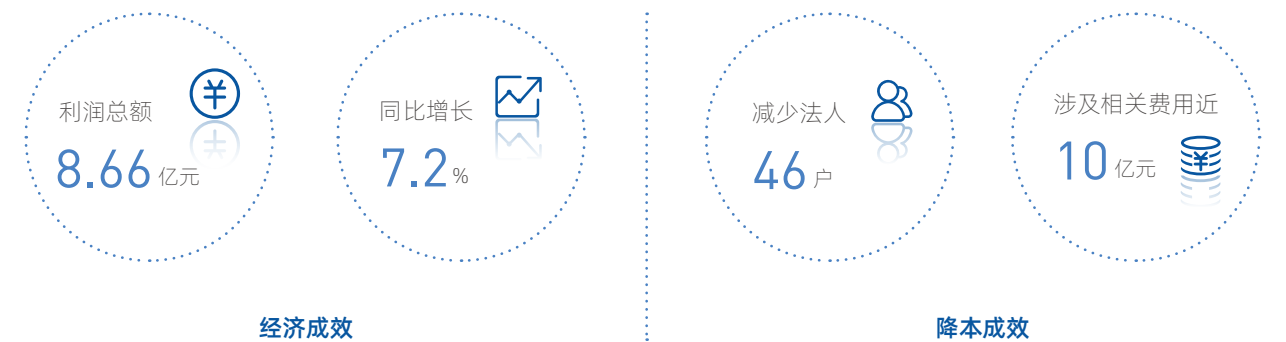 利润总额
8.66 亿元
同比增长
7.2 %
经济成效
减少法人
46 户
涉及相关费用近
10 亿元
降本成效